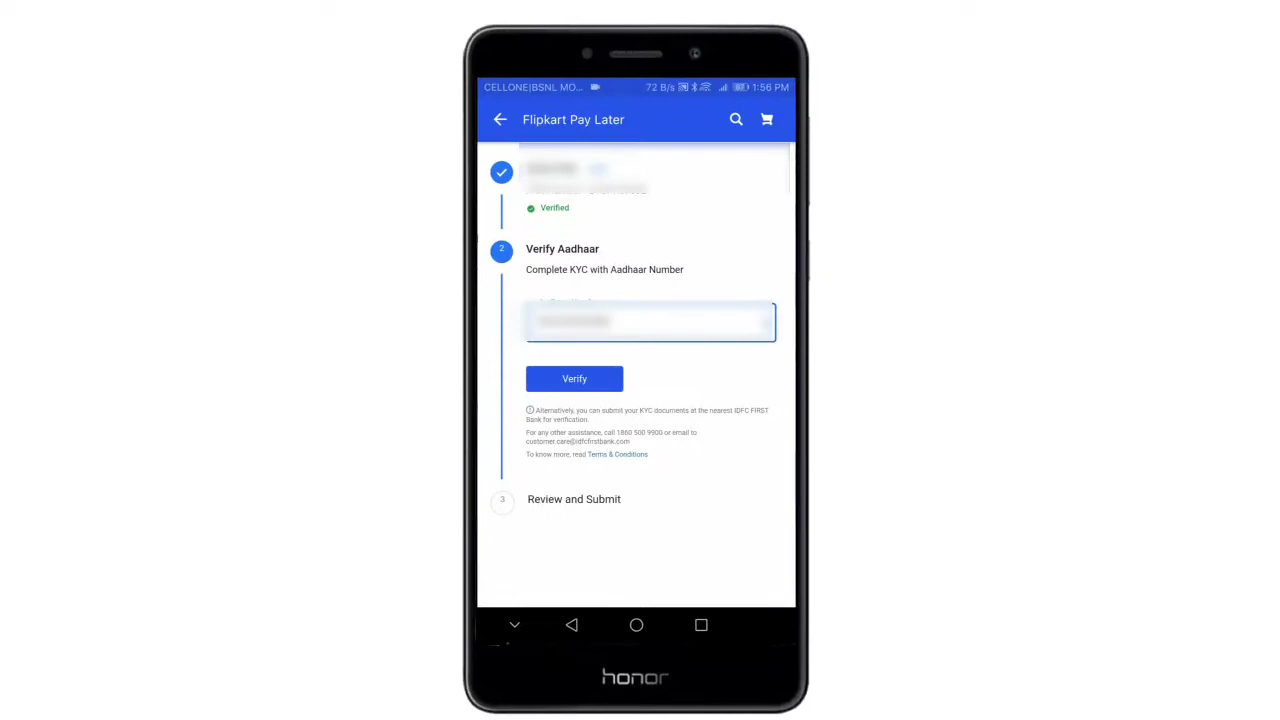 CELLONE|BSNL MO... 72 B/s 1:56 PM
Flipkart Pay Later
Verified
2
Verify Aadhaar
Complete KYC with Aadhaar Number
Verify
Alternatively, you can submit your KYC documents at the nearest IDFC FIRST
Bank for verification.
For any other assistance, call 1860 500 9900 or email to
customer.care@idfcfirstbank.com
To know more, read Terms & Conditions
3
Review and Submit
honor